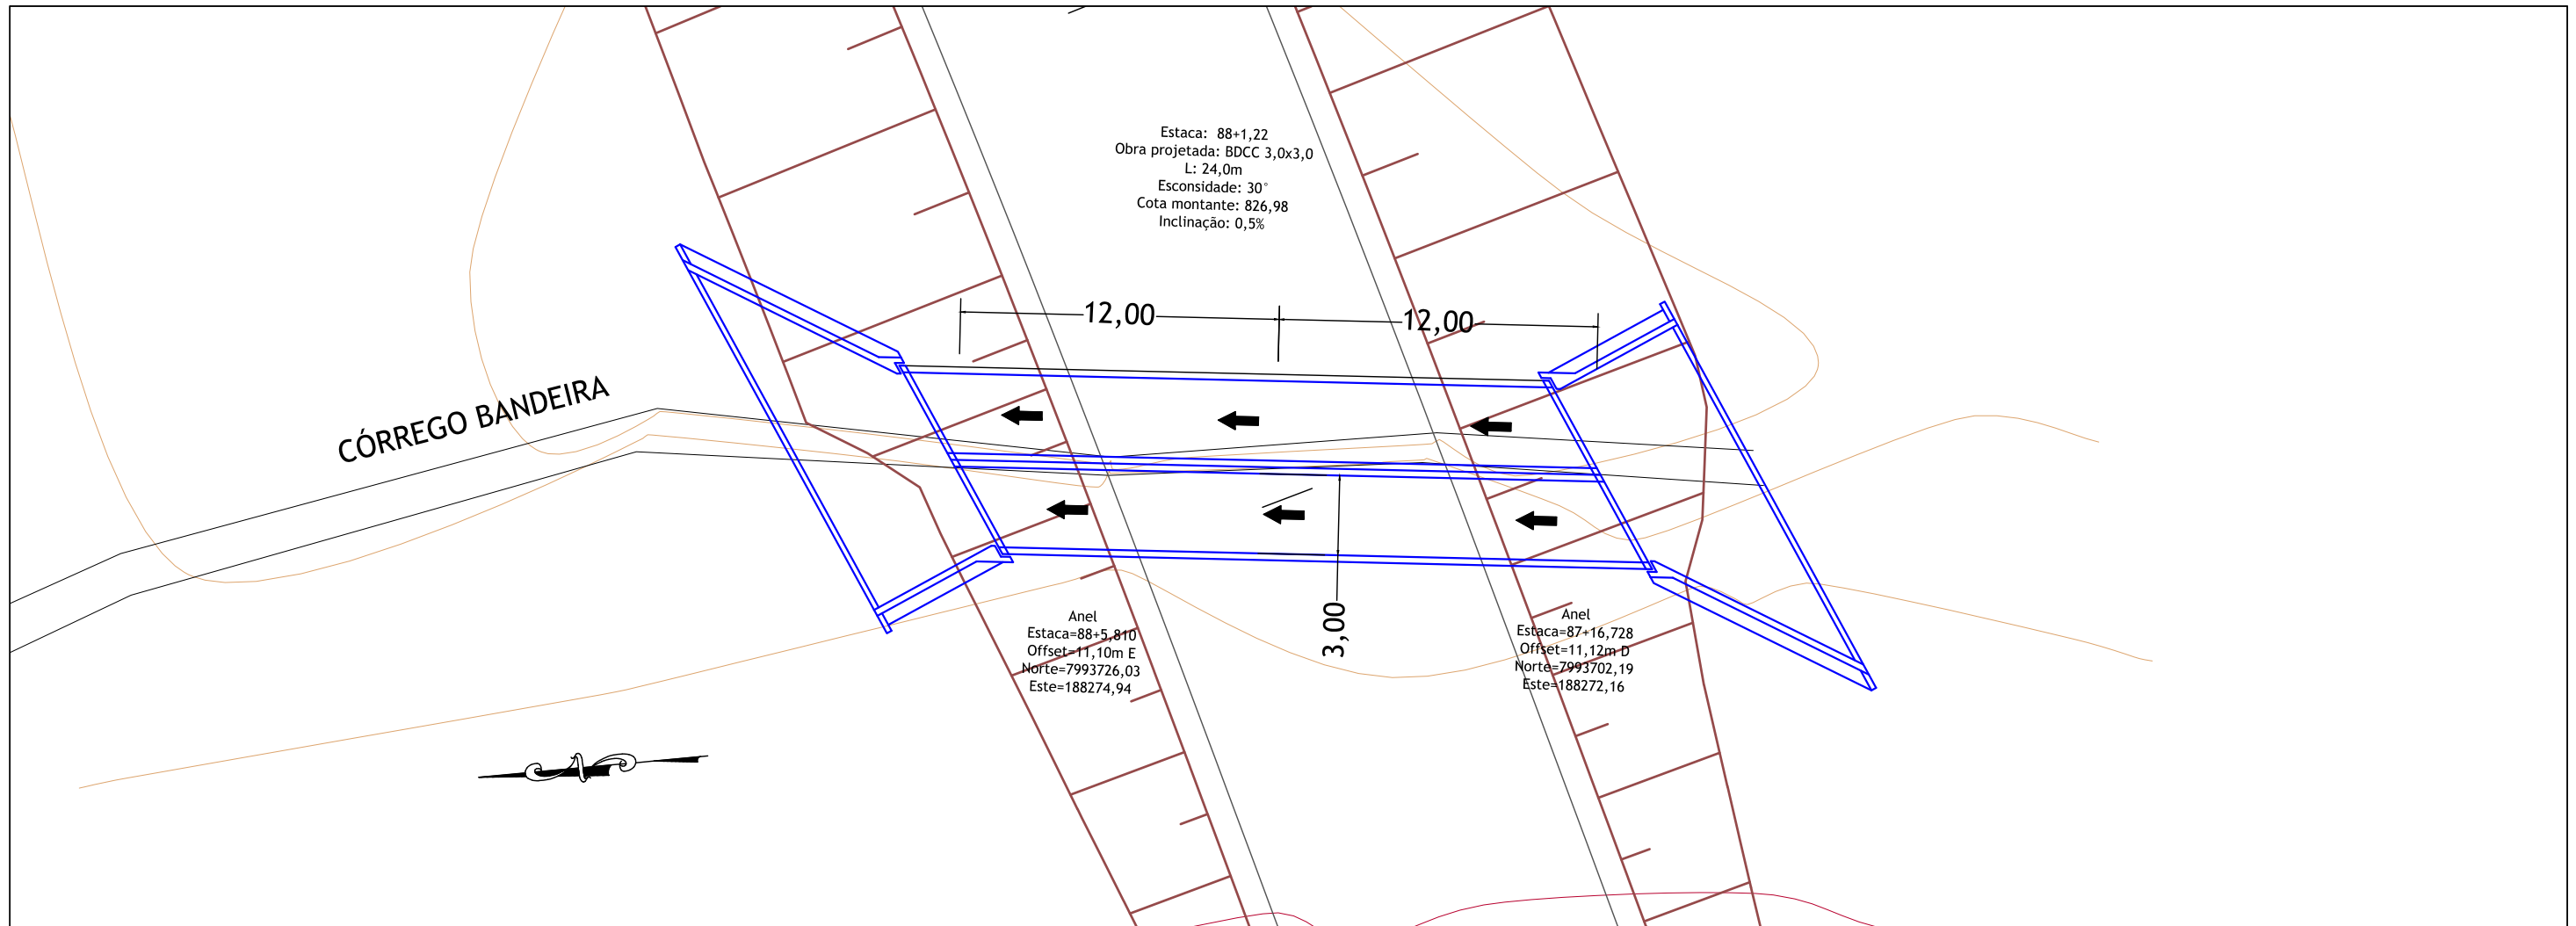 Estaca: 88+1,22
Obra projetada: BDCC 3,0x3,0
L: 24,0m
Esconsidade: 30°
Cota montante: 826,98
Inclinação: 0,5%
12,00
12,00
CÓRREGO BANDEIRA
3,00
Anel
Estaca=88+5,810
Offset=11,10m E
Norte=7993726,03
Este=188274,94
Anel
Estaca=87+16,728
Offset=11,12m D
Norte=7993702,19
Este=188272,16
N